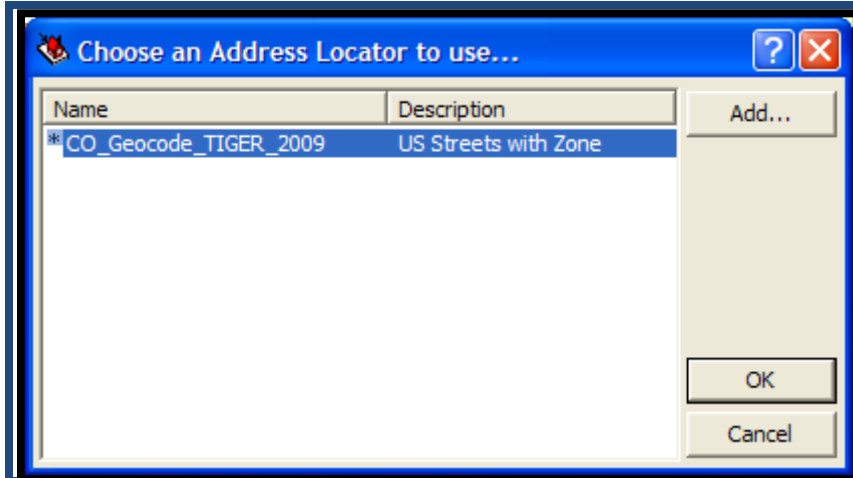 Choose an Address Locator to use...
Name Description Add...
* CO_Geocode_TIGER_2009 US Streets with Zone
OK
Cancel